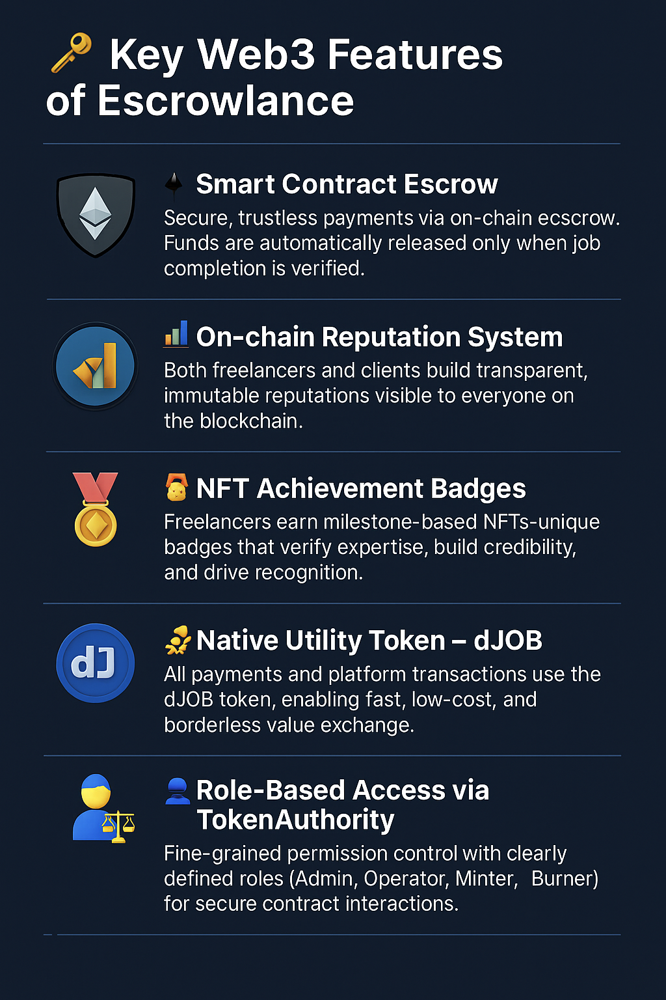 Key Web3 Features
of Escrowlance
Smart Contract Escrow
Secure, trustless payments via on-chain ecscrow.
Funds are automatically released only when job
completion is verified.
On-chain Reputation System
Both freelancers and clients build transparent,
immutable reputations visible to everyone on
the blockchain.
NFT Achievement Badges
Freelancers earn milestone-based NFTs-unique
badges that verify expertise, build credibility,
and drive recognition.
dJ
Native Utility Token – dJOB
All payments and platform transactions use the
dJOB token, enabling fast, low-cost, and
borderless value exchange.
Role-Based Access via
TokenAuthority
Fine-grained permission control with clearly
defined roles (Admin, Operator, Minter, Burner)
for secure contract interactions.